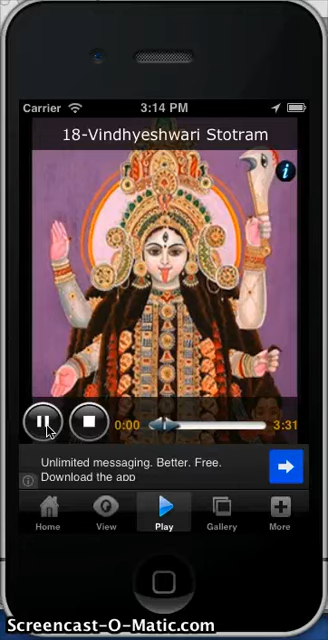 Carrier 3:14 PM
18-Vindhyeshwari Stotram
i
0:00 3:31
Unlimited messaging. Better. Free.
Download the app
Home View Play Gallery More
Screencast-O-Matic.com